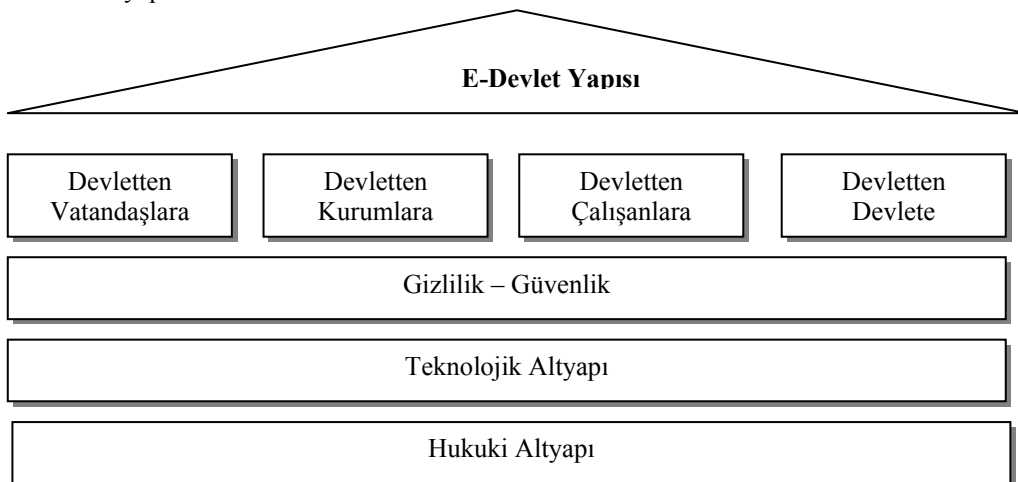 E-Devlet Yapısı
Devletten
Vatandaşlara
Devletten
Kurumlara
Devletten
Çalışanlara
Devletten
Devlete
Gizlilik – Güvenlik
Teknolojik Altyapı
Hukuki Altyapı